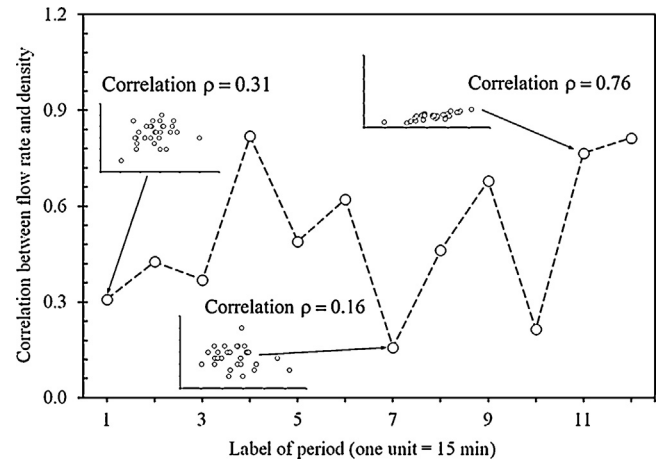 1.2
0.9
0.6
0.3
0.0
Correlation between flow rate and density
Correlation ρ = 0.31
Correlation ρ = 0.76
Correlation ρ = 0.16
1 3 5 7 9 11
Label of period (one unit = 15 min)